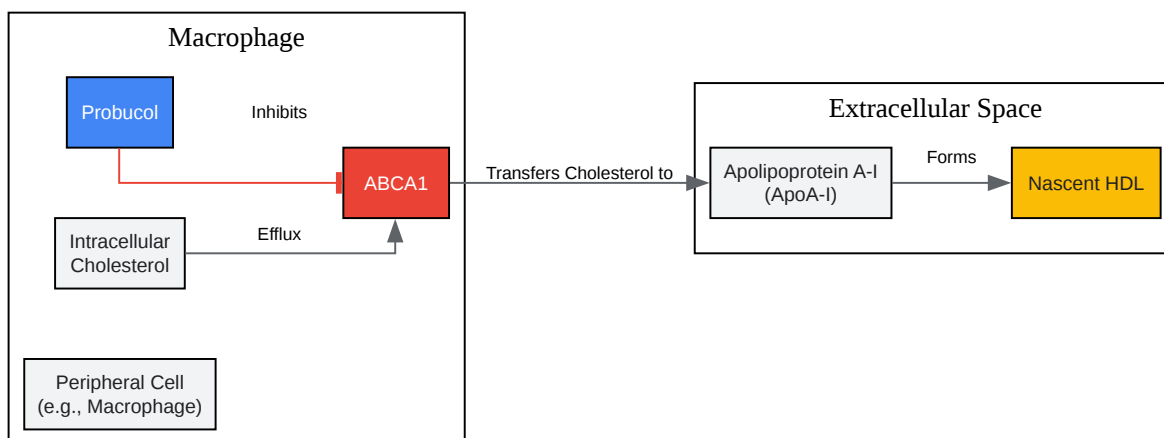 Macrophage
Probucol
Inhibits
ABCA1
Intracellular
Cholesterol
Efflux
Peripheral Cell
(e.g., Macrophage)
Transfers Cholesterol to
Extracellular Space
Apolipoprotein A-I
(ApoA-I)
Forms
Nascent HDL